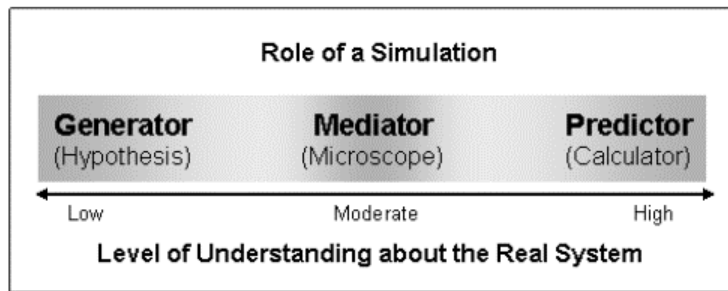 Role of a Simulation
Generator Mediator Predictor
(Hypothesis) (Microscope) (Calculator)
Low Moderate High
Level of Understanding about the Real System